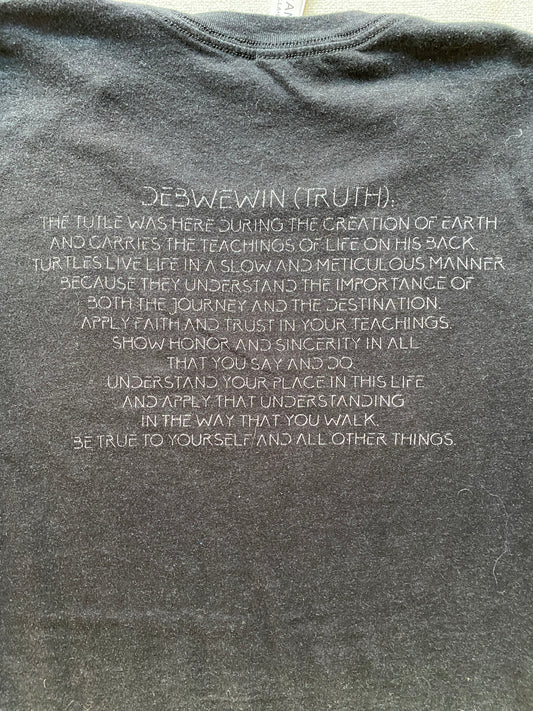 DEBWEWIN (TRUTH):
THE TUTLE WAS HERE DURING THE CREATION OF EARTH
AND CARRIES THE TEACHINGS OF LIFE ON HIS BACK.
TURTLES LIVE LIFE IN A SLOW AND METICULOUS MANNER
BECAUSE THEY UNDERSTAND THE IMPORTANCE OF
BOTH THE JOURNEY AND THE DESTINATION.
APPLY FAITH AND TRUST IN YOUR TEACHINGS.
SHOW HONOR AND SINCERITY IN ALL
THAT YOU SAY AND DO.
UNDERSTAND YOUR PLACE IN THIS LIFE
AND APPLY THAT UNDERSTANDING
IN THE WAY THAT YOU WALK.
BE TRUE TO YOURSELF AND ALL OTHER THINGS.